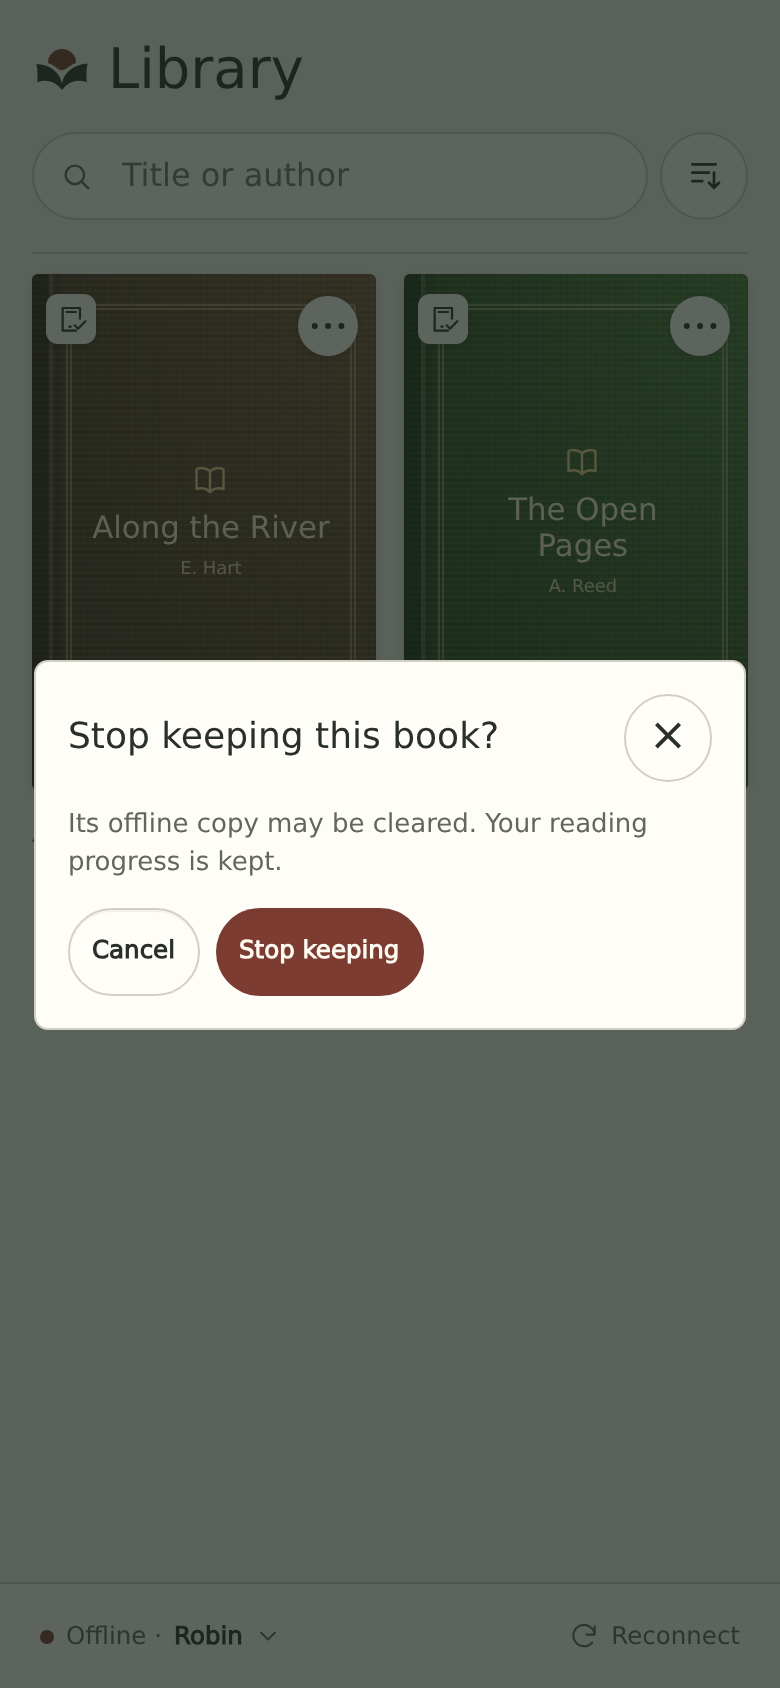 Library
Title or author
Along the River
E. Hart
The Open
Pages
A. Reed
Stop keeping this book?
Its offline copy may be cleared. Your reading
progress is kept.
Cancel
Stop keeping
Offline · Robin
Reconnect